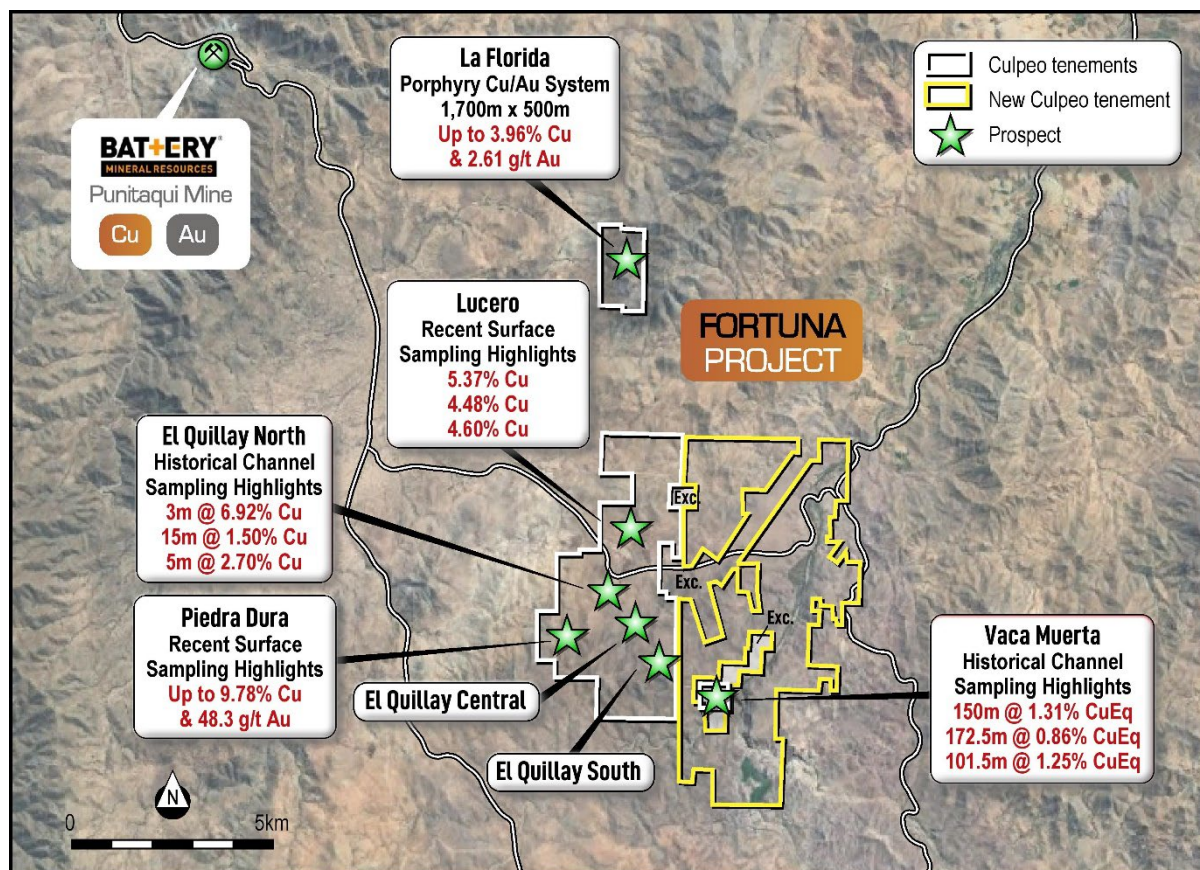 La Florida
Porphyry Cu/Au System
1,700m x 500m
Up to 3.96% Cu
& 2.61 g/t Au
Culpeo tenements
New Culpeo tenement
Prospect
BATTERY®
MINERAL RESOURCES
Punitaqui Mine
Cu
Au
Lucero
Recent Surface
Sampling Highlights
5.37% Cu
4.48% Cu
4.60% Cu
FORTUNA
PROJECT
El Quillay North
Historical Channel
Sampling Highlights
3m @ 6.92% Cu
15m @ 1.50% Cu
5m @ 2.70% Cu
Exc.
Exc.
Exc.
Piedra Dura
Recent Surface
Sampling Highlights
Up to 9.78% Cu
& 48.3 g/t Au
El Quillay Central
El Quillay South
Vaca Muerta
Historical Channel
Sampling Highlights
150m @ 1.31% CuEq
172.5m @ 0.86% CuEq
101.5m @ 1.25% CuEq
N
0
5km